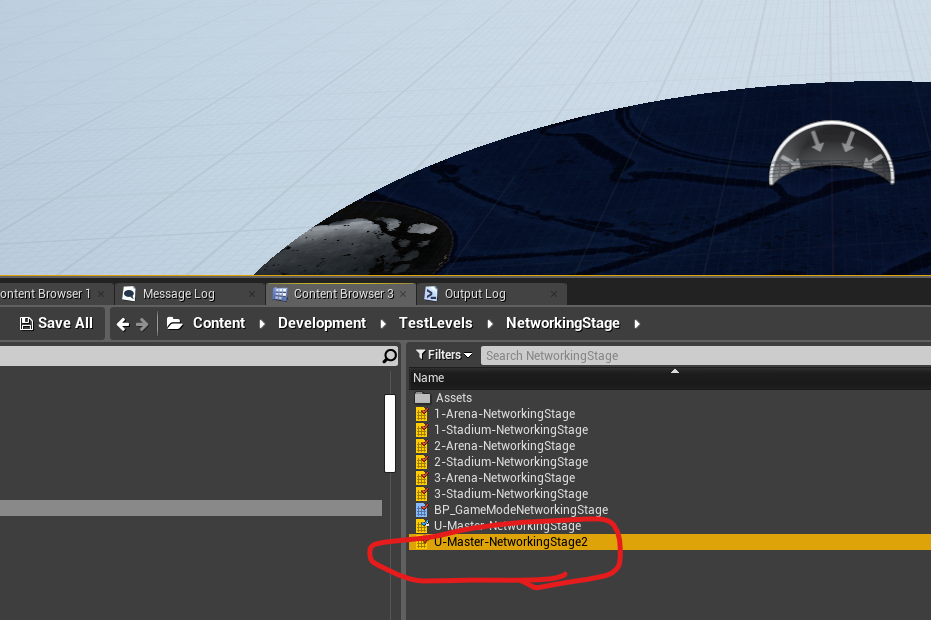 ontent Browser 1
Message Log
Content Browser 3
Output Log
Save All
Content
Development
TestLevels
NetworkingStage
Filters
Search NetworkingStage
Name
Assets
1-Arena-NetworkingStage
1-Stadium-NetworkingStage
2-Arena-NetworkingStage
2-Stadium-NetworkingStage
3-Arena-NetworkingStage
3-Stadium-NetworkingStage
BP_GameModeNetworkingStage
U-Master-NetworkingStage
U-Master-NetworkingStage2